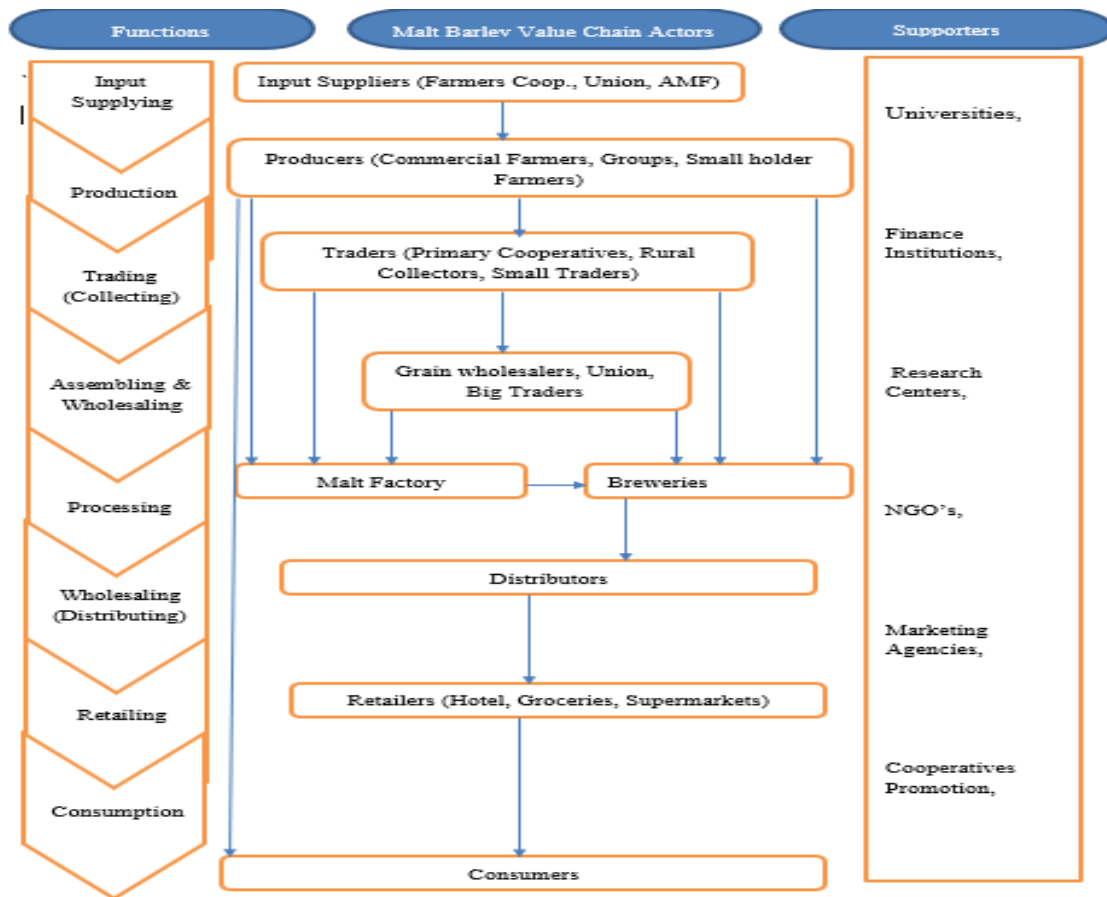 Functions
Malt Barley Value Chain Actors
Supporters
Input
Supplying
Production
Trading
(Collecting)
Assembling &
Wholesaling
Processing
Wholesaling
(Distributing)
Retailing
Consumption
Input Suppliers (Farmers Coop., Union, AMF)
Producers (Commercial Farmers, Groups, Small holder
Farmers)
Traders (Primary Cooperatives, Rural
Collectors, Small Traders)
Grain wholesalers, Union,
Big Traders
Malt Factory
Breweries
Distributors
Retailers (Hotel, Groceries, Supermarkets)
Consumers
Universities,
Finance
Institutions,
Research
Centers,
NGO's,
Marketing
Agencies,
Cooperatives
Promotion,